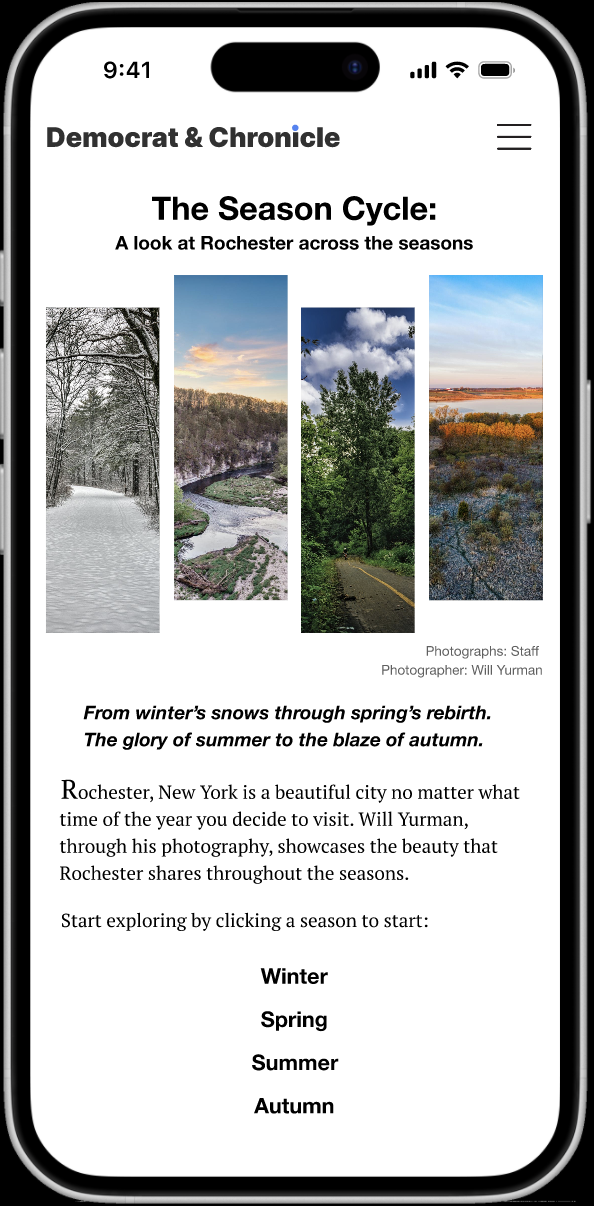 9:41
Democrat & Chronicle
The Season Cycle:
A look at Rochester across the seasons
Photographs: Staff
Photographer: Will Yurman
From winter’s snows through spring’s rebirth.
The glory of summer to the blaze of autumn.
Rochester, New York is a beautiful city no matter what
time of the year you decide to visit. Will Yurman,
through his photography, showcases the beauty that
Rochester shares throughout the seasons.
Start exploring by clicking a season to start:
Winter
Spring
Summer
Autumn